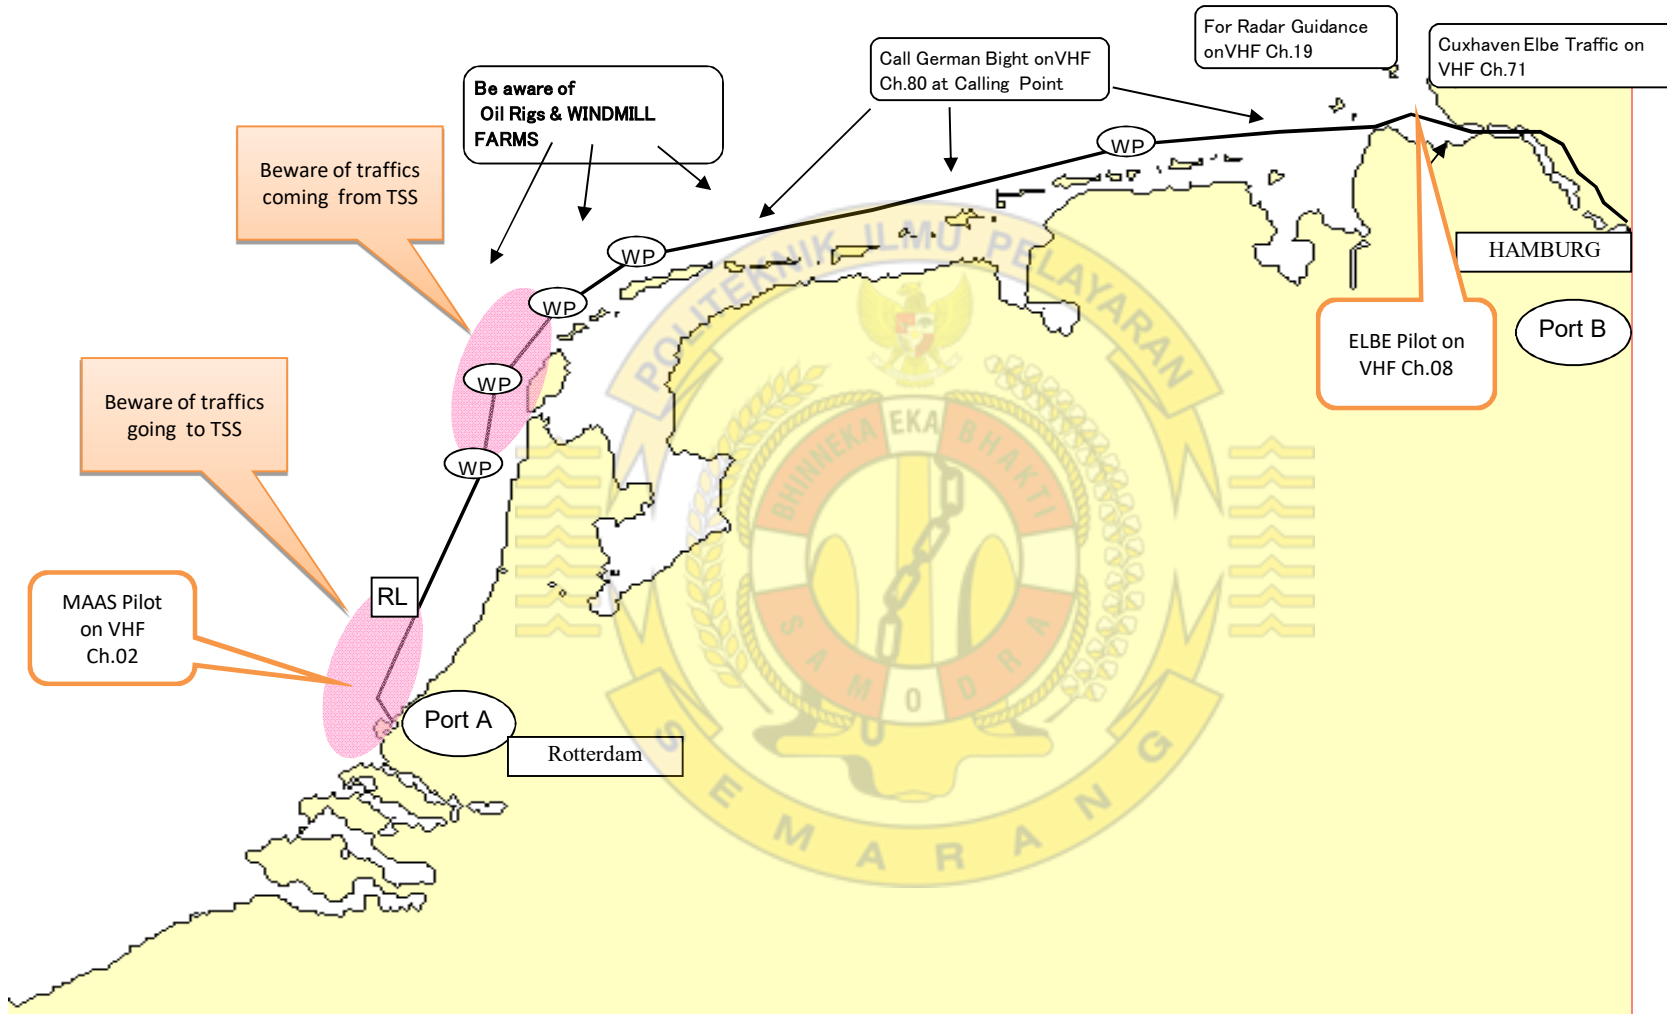 For Radar Guidance
onVHF Ch.19
Cuxhaven Elbe Traffic on
VHF Ch.71
Call German Bight onVHF
Ch.80 at Calling Point
Be aware of
Oil Rigs & WINDMILL
FARMS
Beware of traffics
coming from TSS
WP
WP
WP
WP
WP
HAMBURG
Port B
ELBE Pilot on
VHF Ch.08
Beware of traffics
going to TSS
RL
MAAS Pilot
on VHF
Ch.02
Port A
Rotterdam
POLITEKNIK ILMU PELAYARAN
BHINNEKA EKA BHAKTI
SAMODRA
SEMARANG